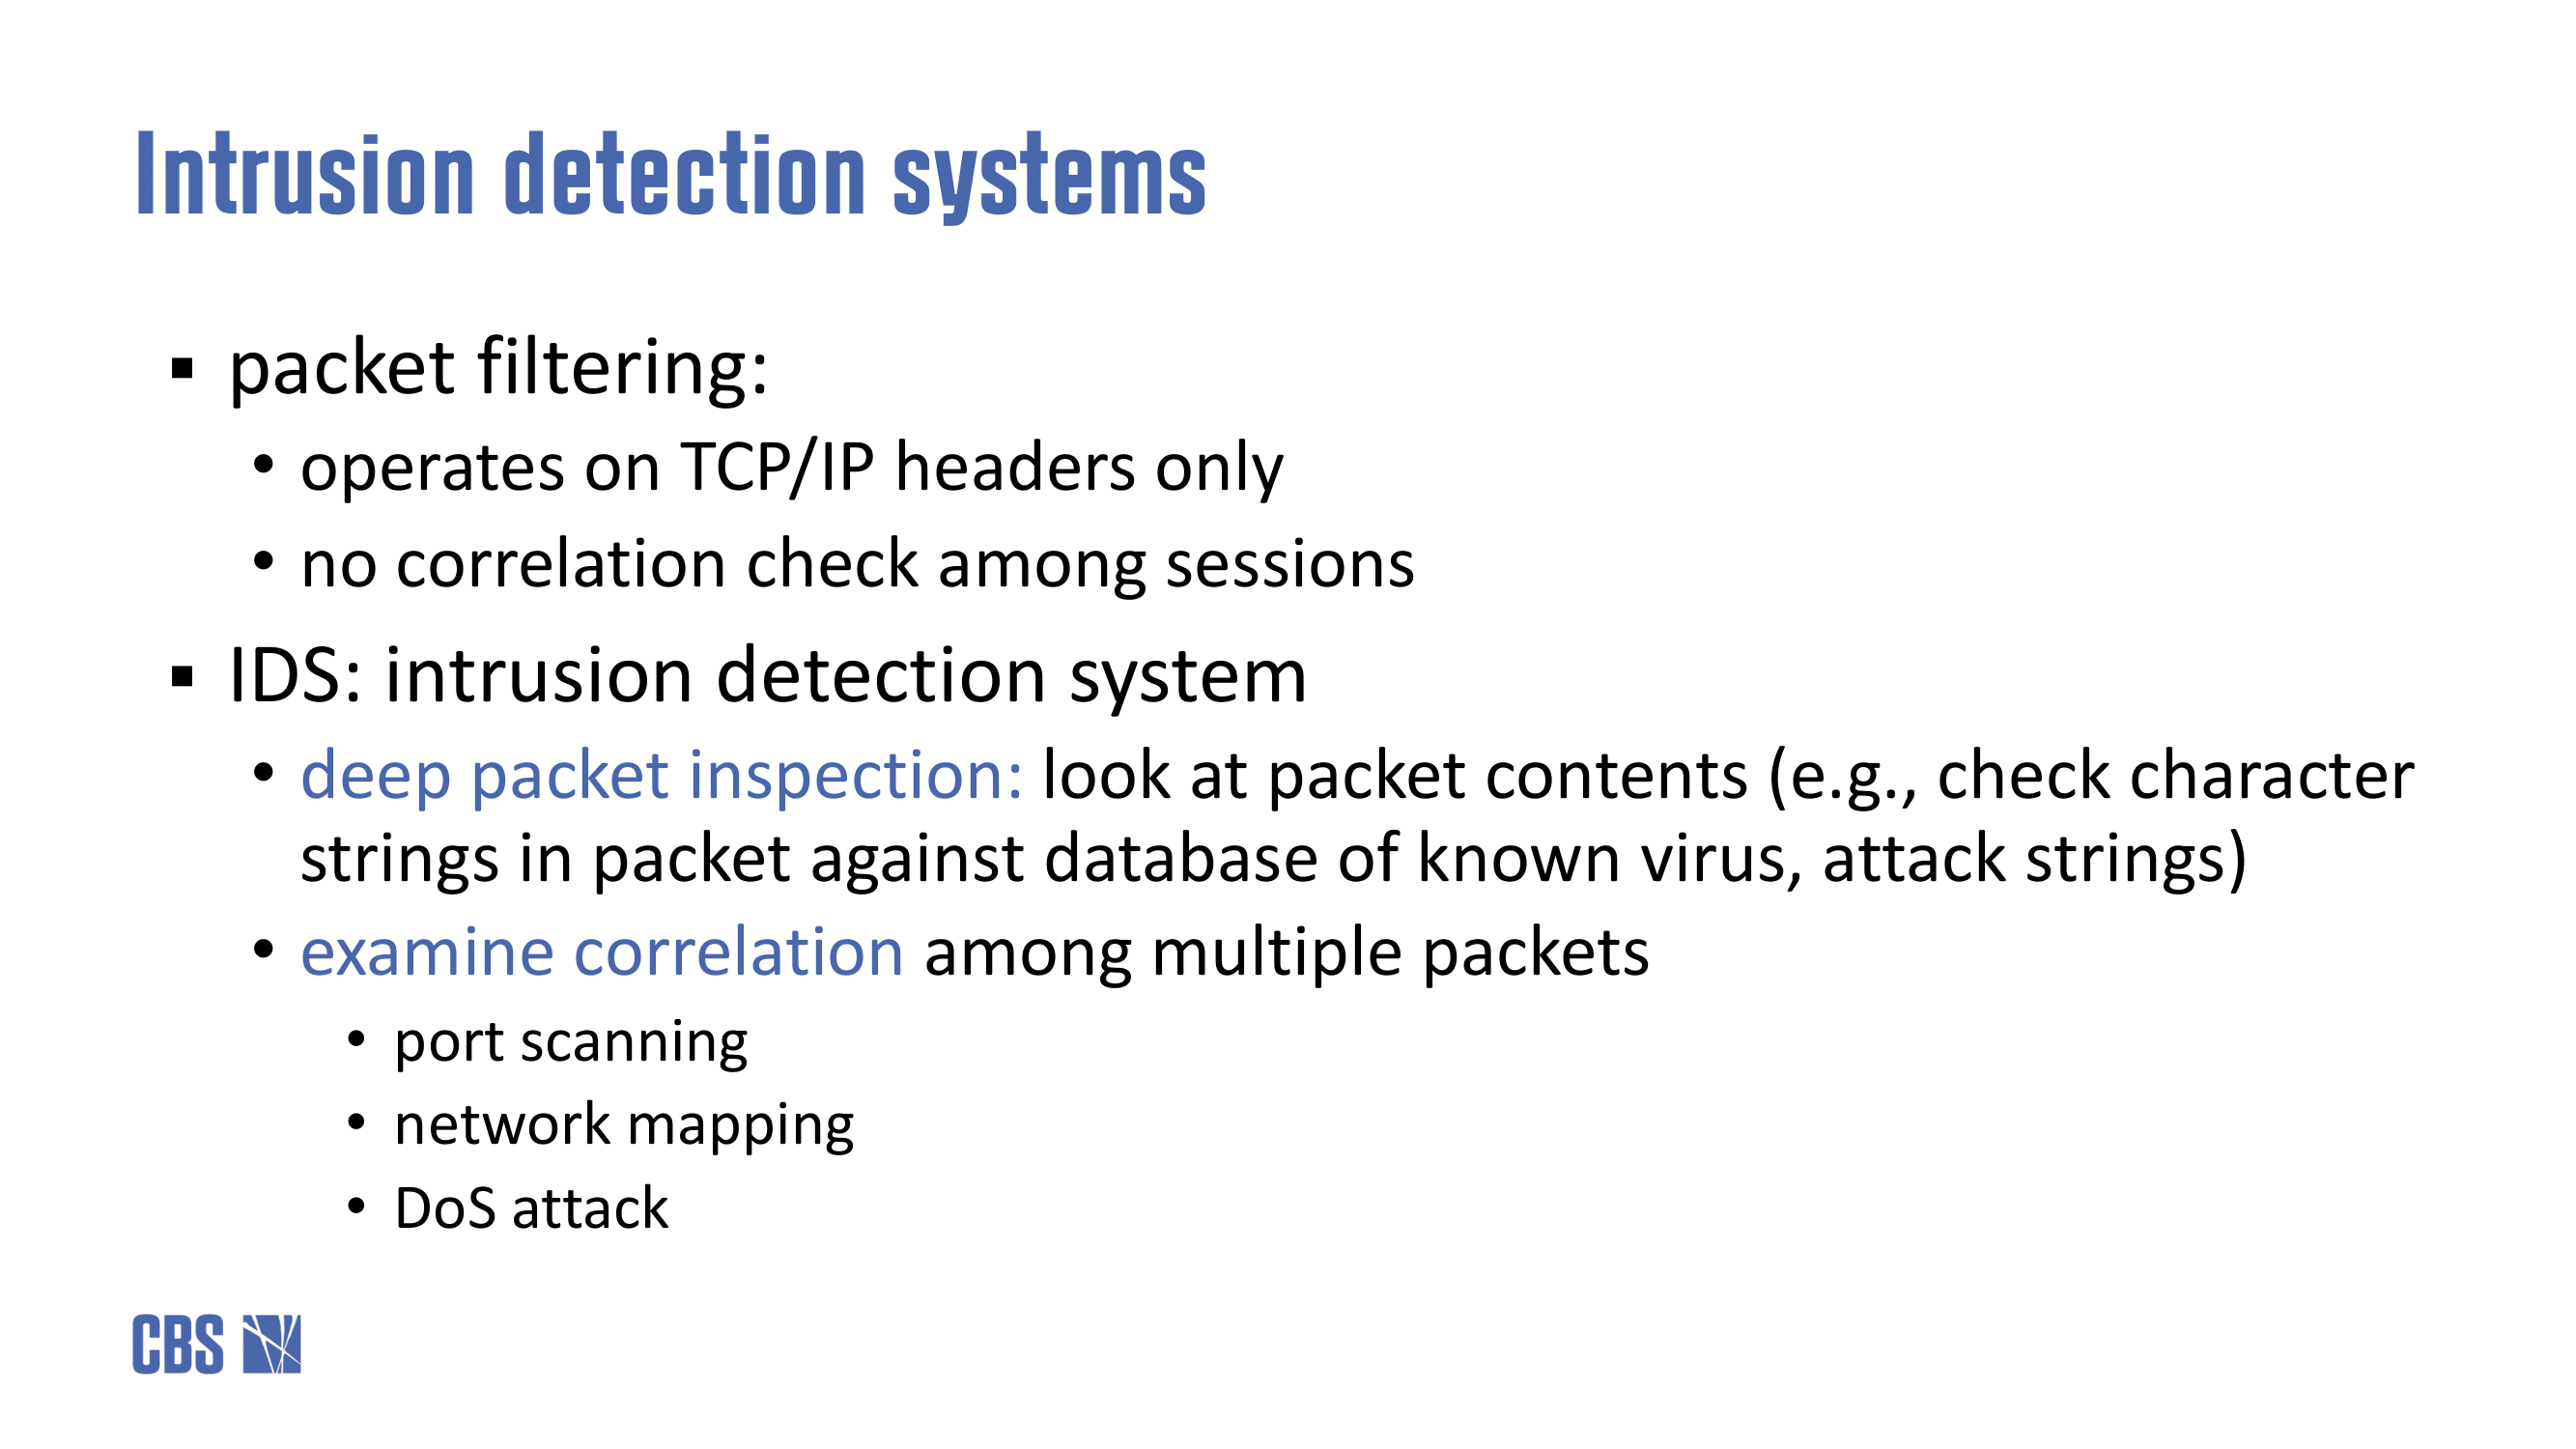 Intrusion detection systems
▪ packet filtering:
• operates on TCP/IP headers only
• no correlation check among sessions
▪ IDS: intrusion detection system
• deep packet inspection: look at packet contents (e.g., check character
strings in packet against database of known virus, attack strings)
• examine correlation among multiple packets
• port scanning
• network mapping
• DoS attack
CBS